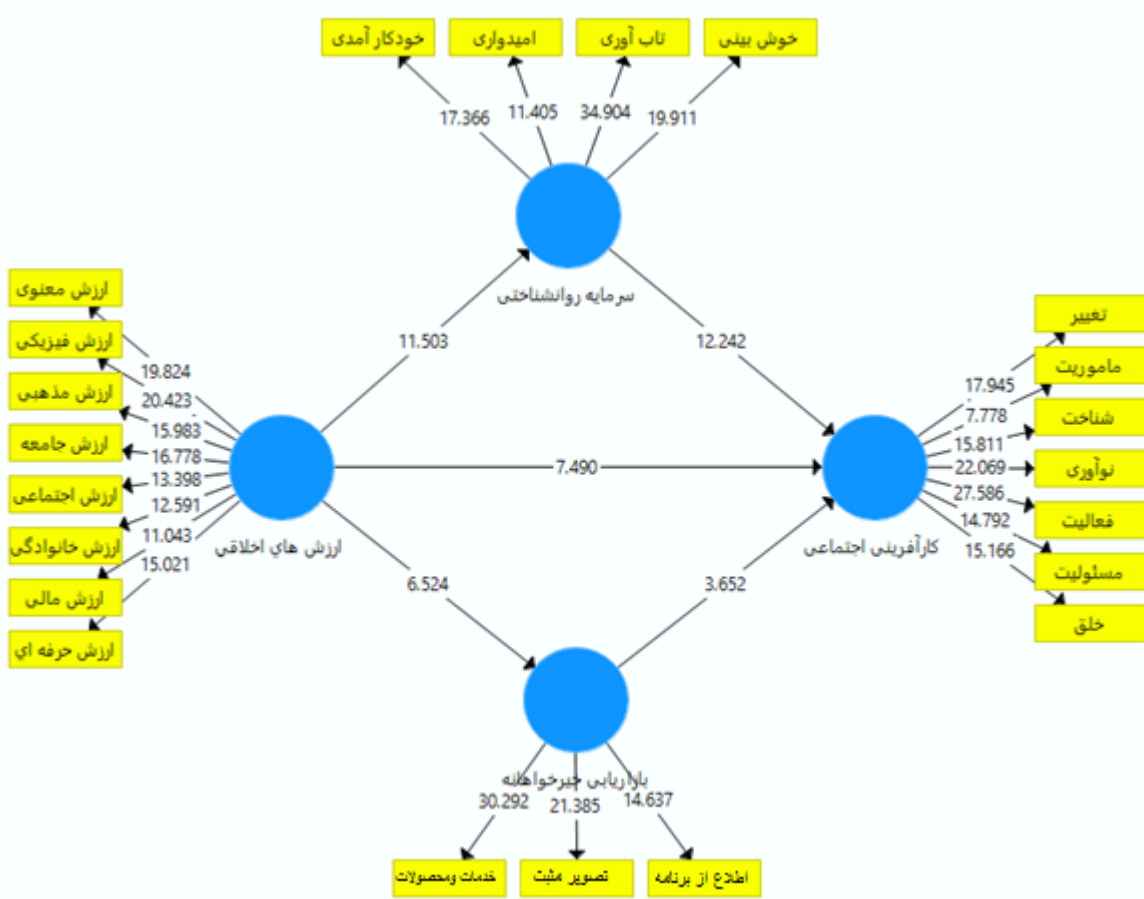 خوش بینی
تاب آوری
امیدواری
خودکار آمدی
19.911
34.904
11.405
17.366
سرمایه روانشناختی
11.503
12.242
ارزش معنوی
ارزش فیزیکی
ارزش مذهبی
ارزش جامعه
ارزش اجتماعی
ارزش خانوادگی
ارزش مالی
ارزش حرفه اي
19.824
20.423
15.983
16.778
13.398
12.591
11.043
15.021
ارزش هاي اخلاقي
7.490
6.524
3.652
کارآفرینی اجتماعی
17.945
7.778
15.811
22.069
27.586
14.792
15.166
تغییر
ماموریت
شناخت
نوآوری
فعالیت
مسئولیت
خلق
بازاریابی خیرخواهانه
30.292
21.385
14.637
اطلاع از برنامه
تصویر مثبت
خدمات ومحصولات